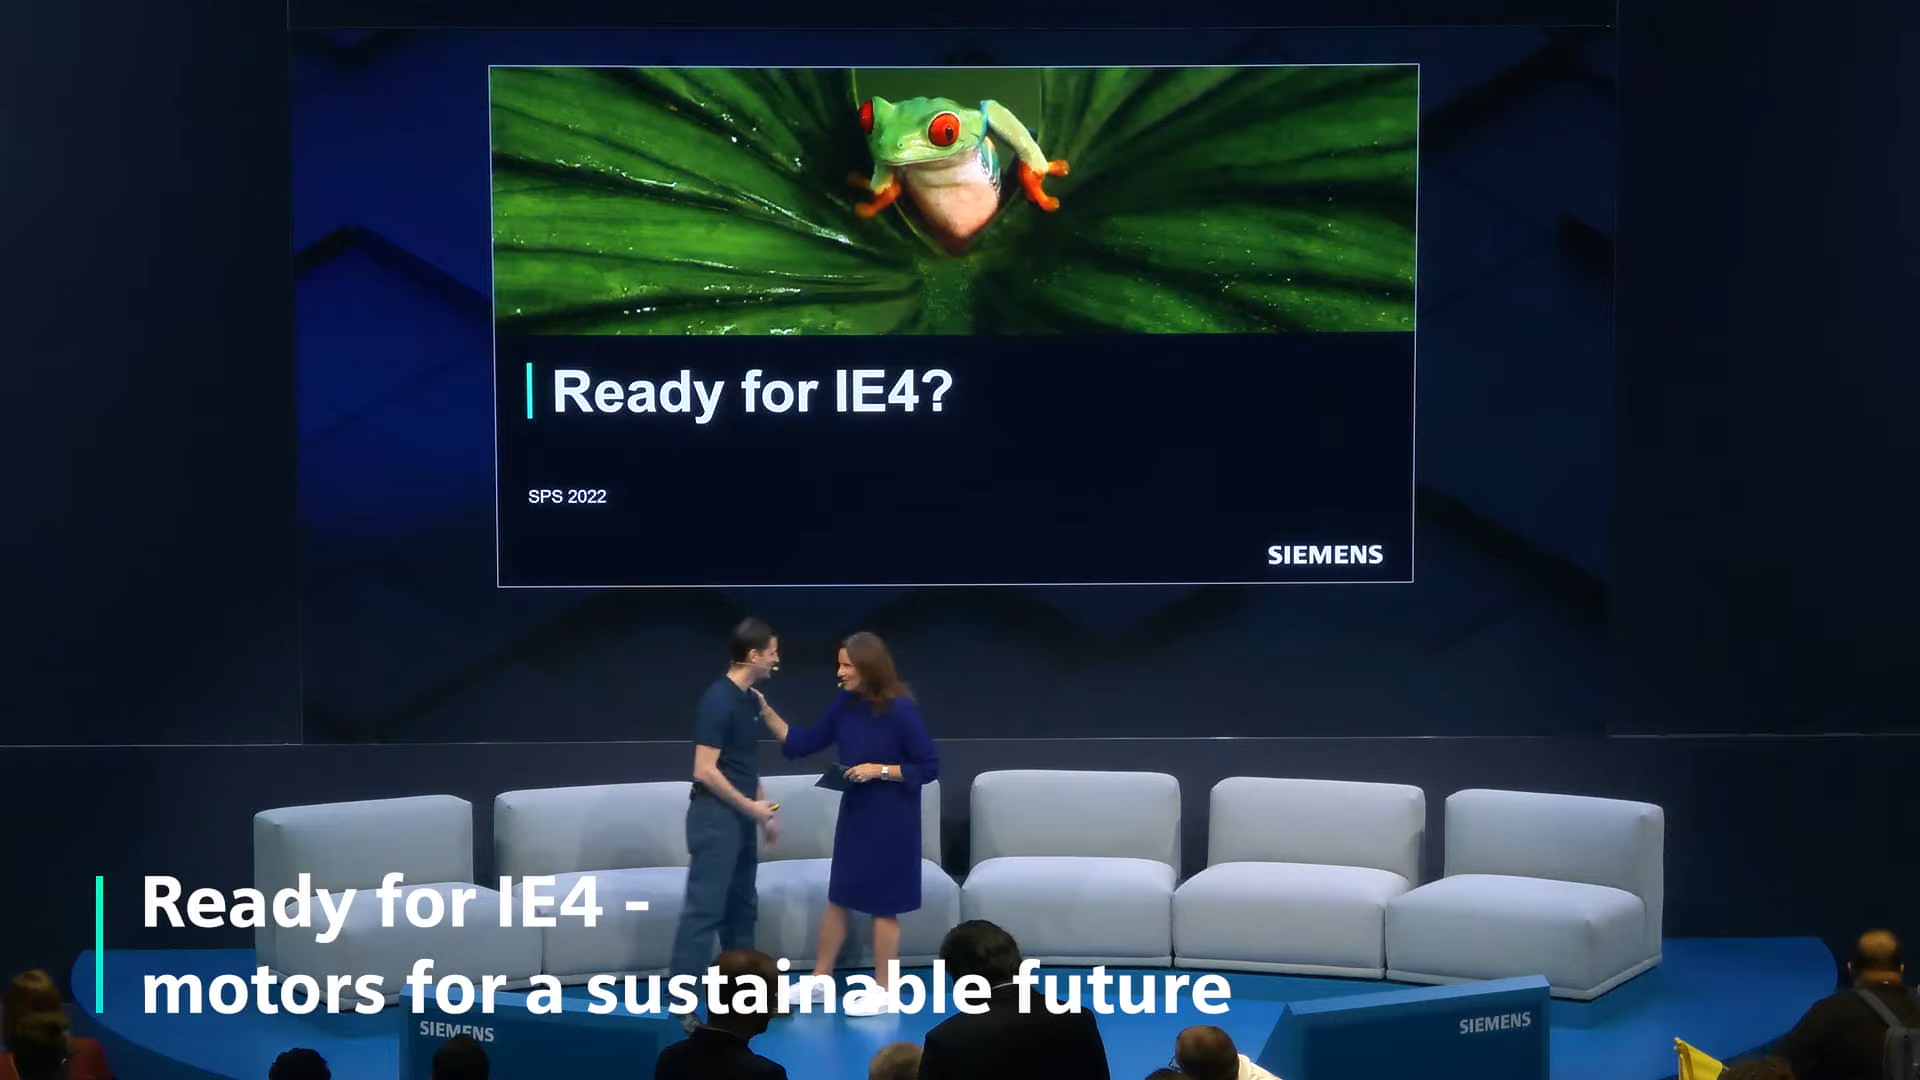 Ready for IE4?
SPS 2022
SIEMENS
Ready for IE4 -
motors for a sustainable future
SIEMENS
SIEMENS